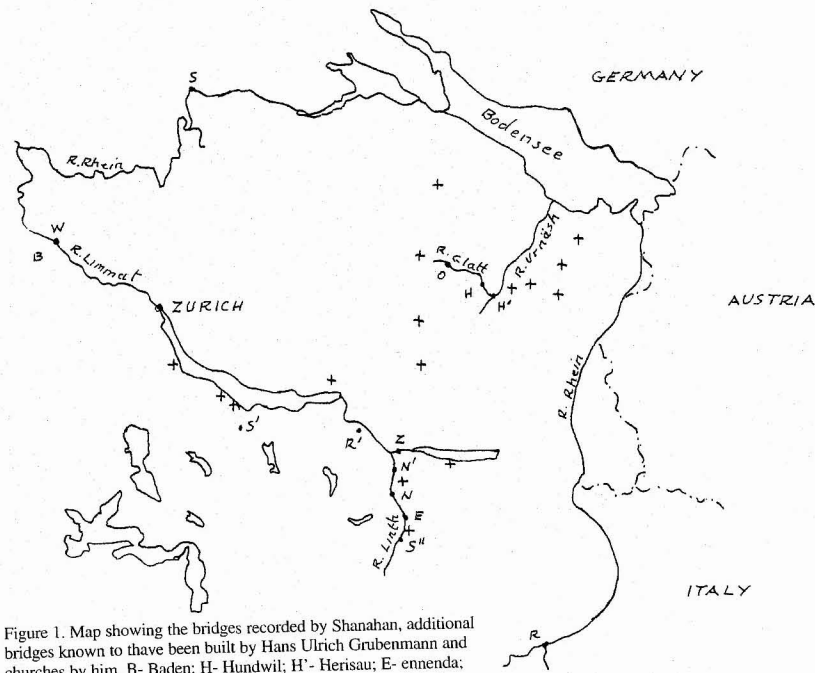 GERMANY
S
Bodensee
R. Rhein
W
B
R. Limmat
R. Glatt
R. Urnäsh
O
H
H'
ZURICH
AUSTRIA
R. Rhein
S'
R'
Z
N'
N
E
S"
R. Linth
ITALY
R
Figure 1. Map showing the bridges recorded by Shanahan, additional
bridges known to thave been built by Hans Ulrich Grubenmann and
churches by him. B- Baden; H- Hundwil; H'- Herisau; E- ennenda;